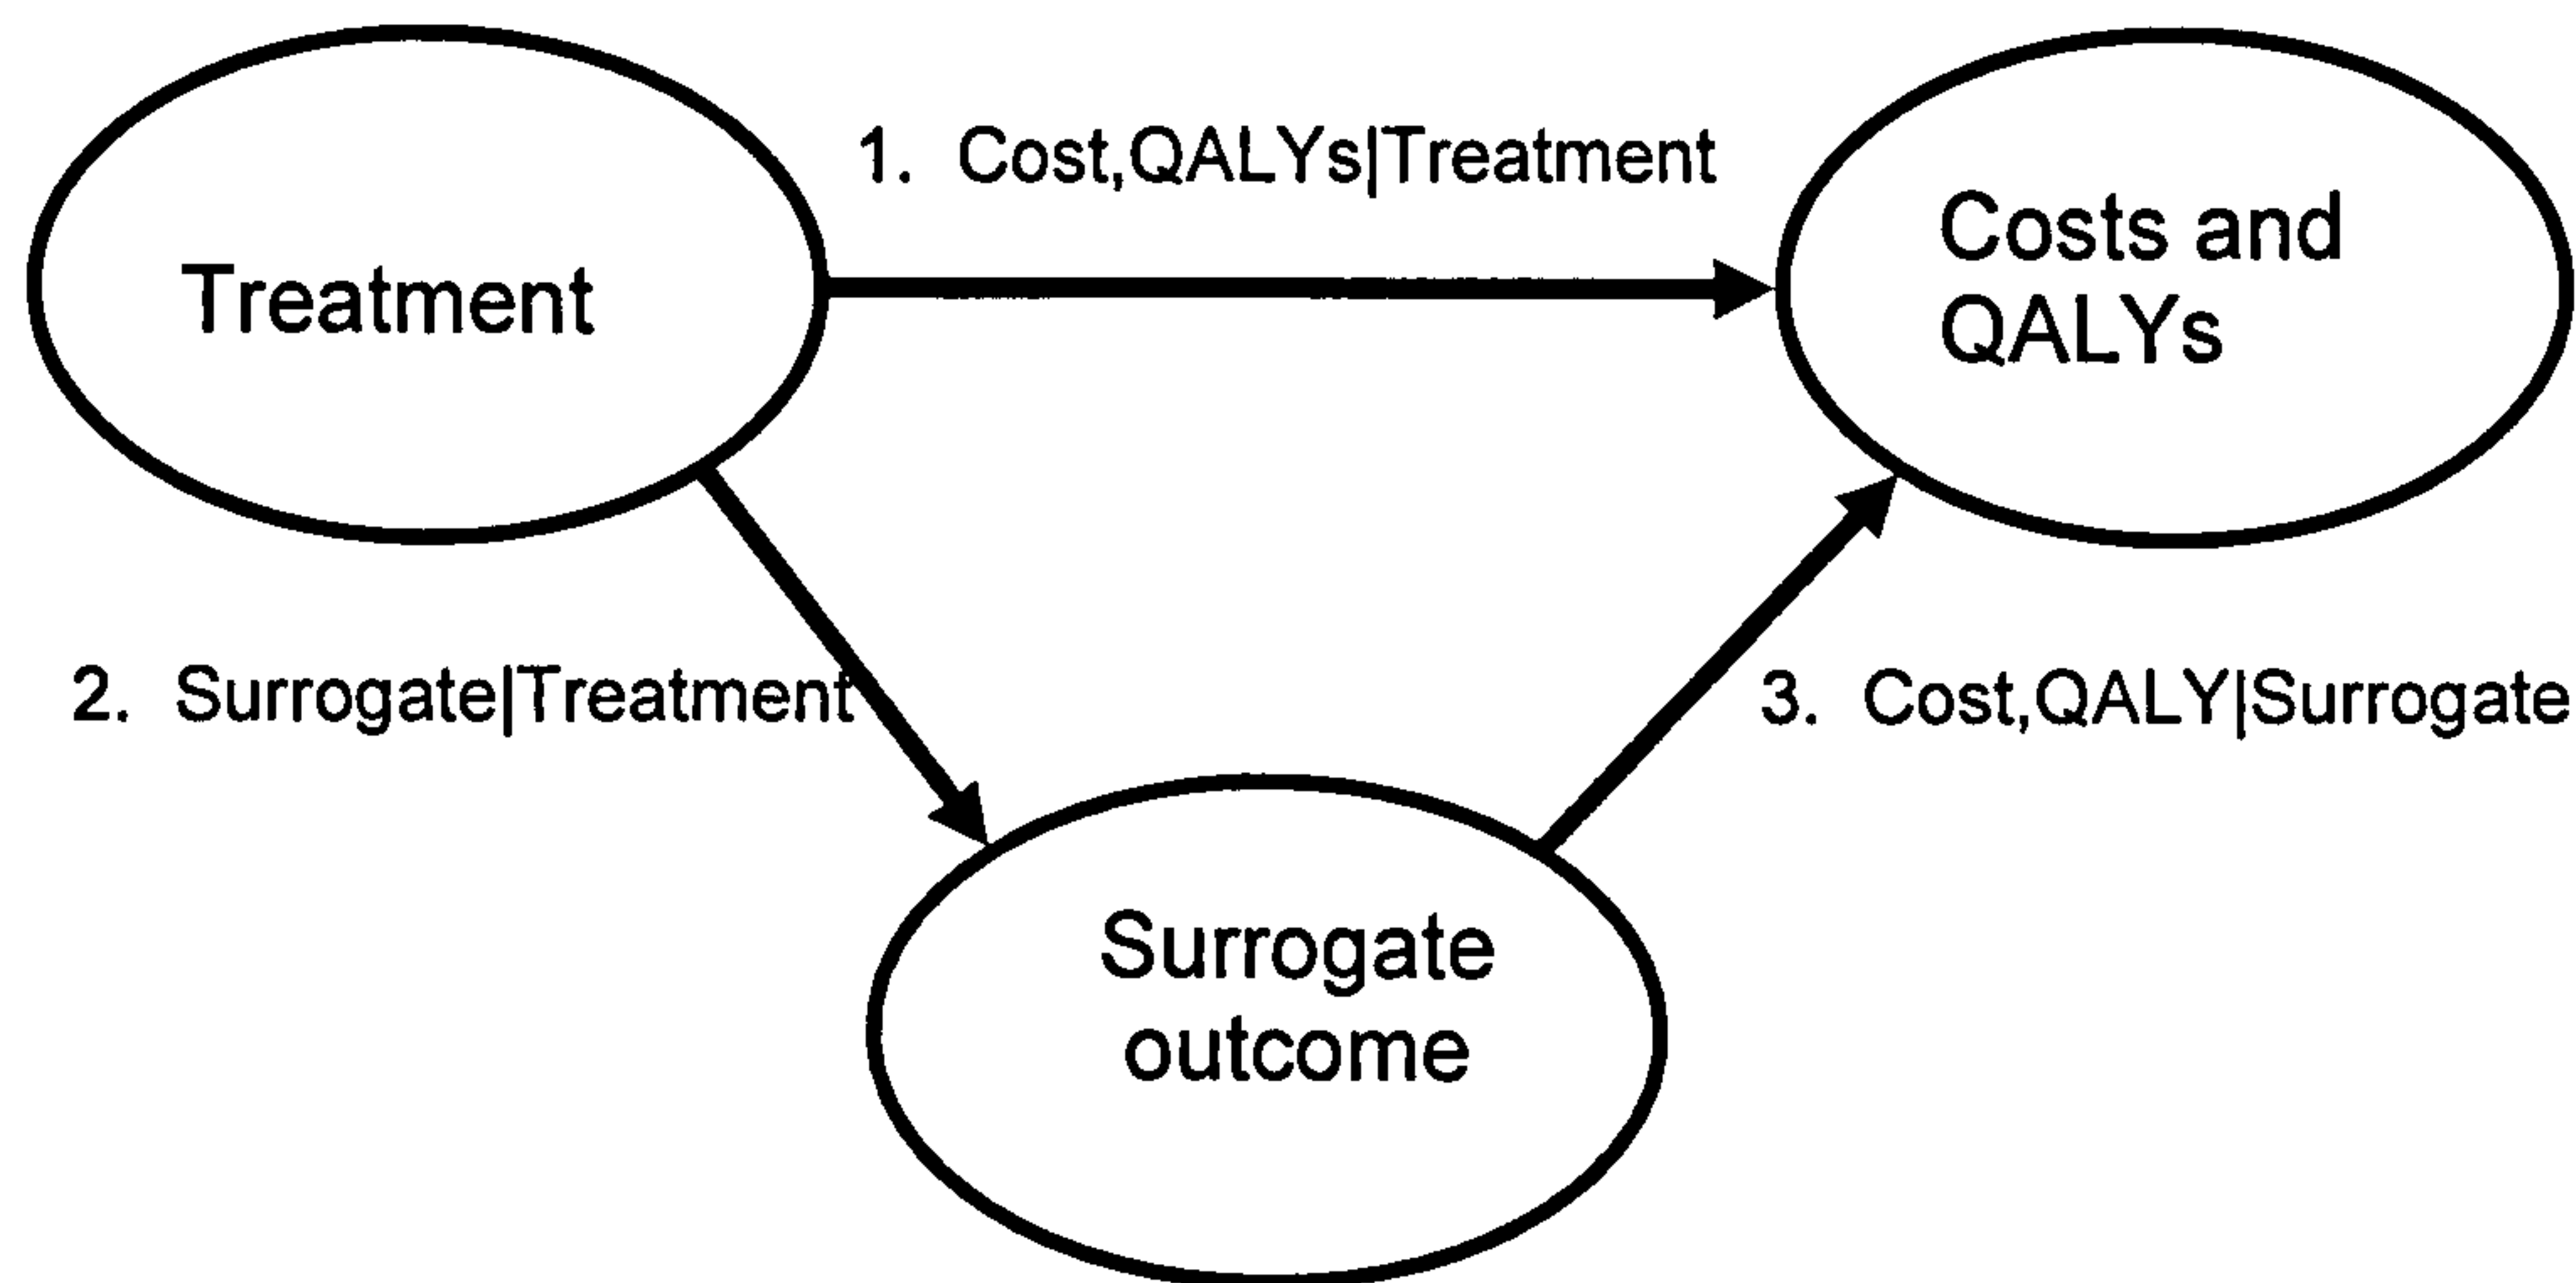 1. Cost,QALYs|Treatment
Treatment
Costs and
QALYs
2. Surrogate|Treatment
3. Cost,QALY|Surrogate
Surrogate
outcome